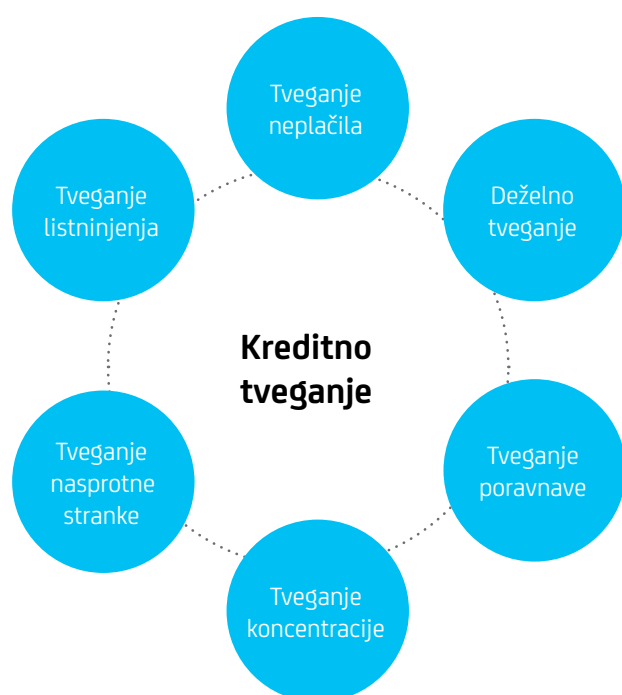 Tveganje
neplačila
Deželno
tveganje
Tveganje
poravnave
Tveganje
koncentracije
Tveganje
nasprotne
stranke
Tveganje
listninjenja
Kreditno
tveganje